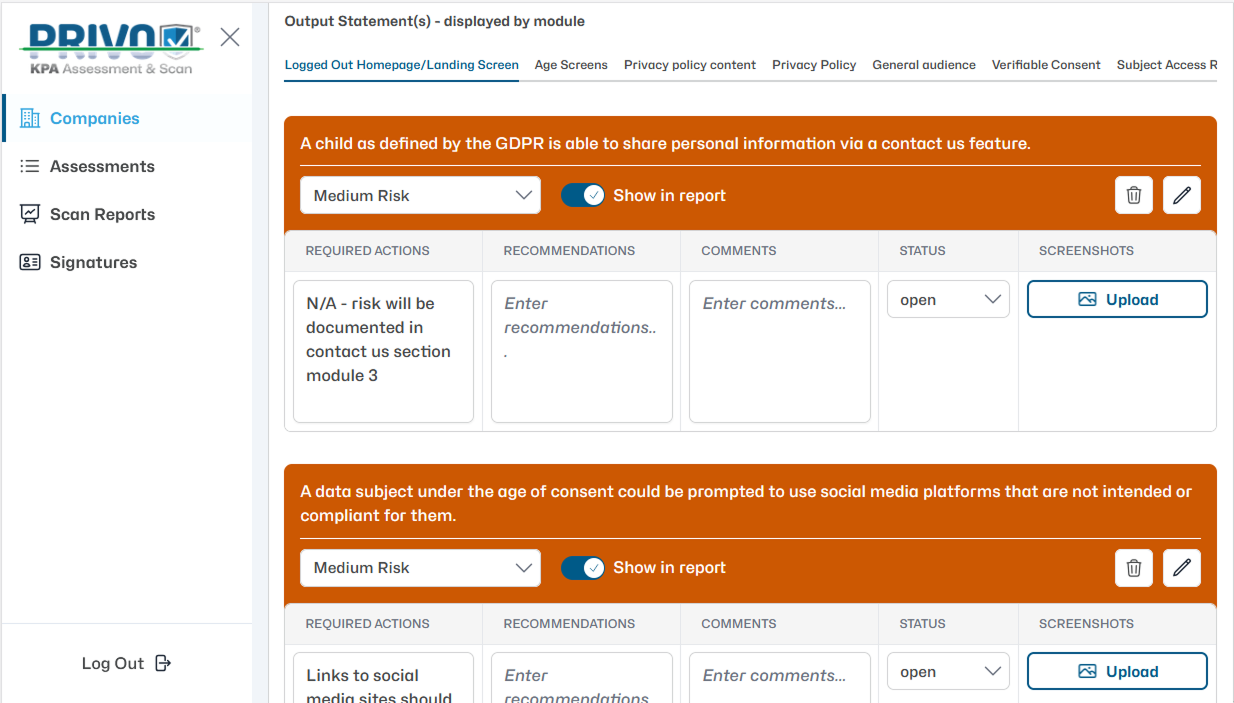 PRIVO®
KPA Assessment & Scan
Companies
Assessments
Scan Reports
Signatures
Log Out
Output Statement(s) - displayed by module
Logged Out Homepage/Landing Screen Age Screens Privacy policy content Privacy Policy General audience Verifiable Consent Subject Access R
A child as defined by the GDPR is able to share personal information via a contact us feature.
Medium Risk Show in report
REQUIRED ACTIONS RECOMMENDATIONS COMMENTS STATUS SCREENSHOTS
N/A - risk will be
documented in
contact us section
module 3
Enter
recommendations..
.
Enter comments...
open
Upload
A data subject under the age of consent could be prompted to use social media platforms that are not intended or
compliant for them.
Medium Risk Show in report
REQUIRED ACTIONS RECOMMENDATIONS COMMENTS STATUS SCREENSHOTS
Links to social
media sites should
Enter
recommendations
Enter comments...
open
Upload